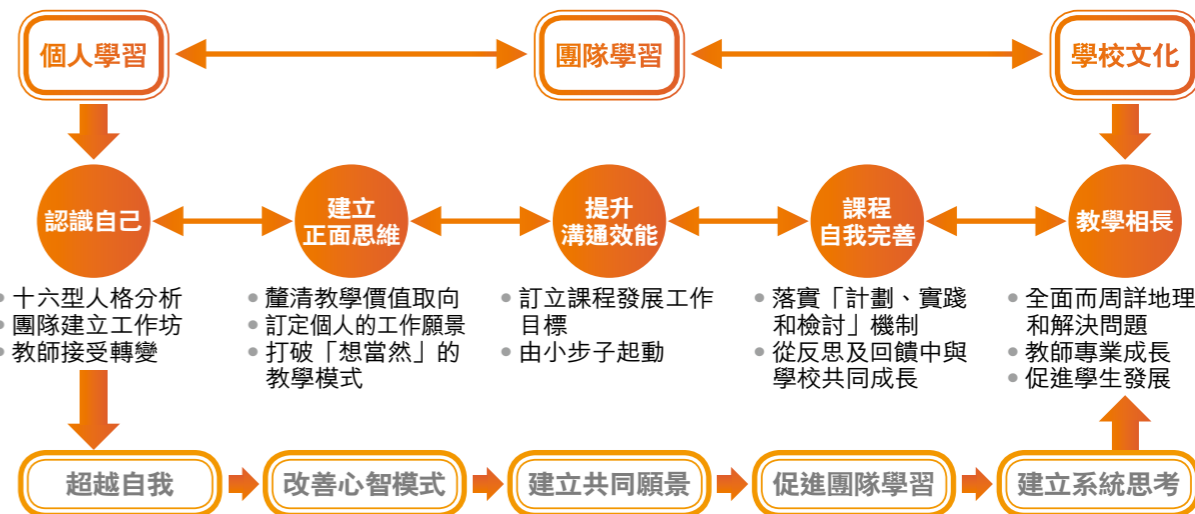 個人學習
團隊學習
學校文化
認識自己
建立
正面思維
提升
溝通效能
課程
自我完善
教學相長
• 十六型人格分析
• 團隊建立工作坊
• 教師接受轉變
• 釐清教學價值取向
• 訂定個人的工作願景
• 打破「想當然」的
教學模式
• 訂立課程發展工作
目標
• 由小步子起動
• 落實「計劃、實踐
和檢討」機制
• 從反思及回饋中與
學校共同成長
• 全面而周詳地理
和解決問題
• 教師專業成長
• 促進學生發展
超越自我
改善心智模式
建立共同願景
促進團隊學習
建立系統思考